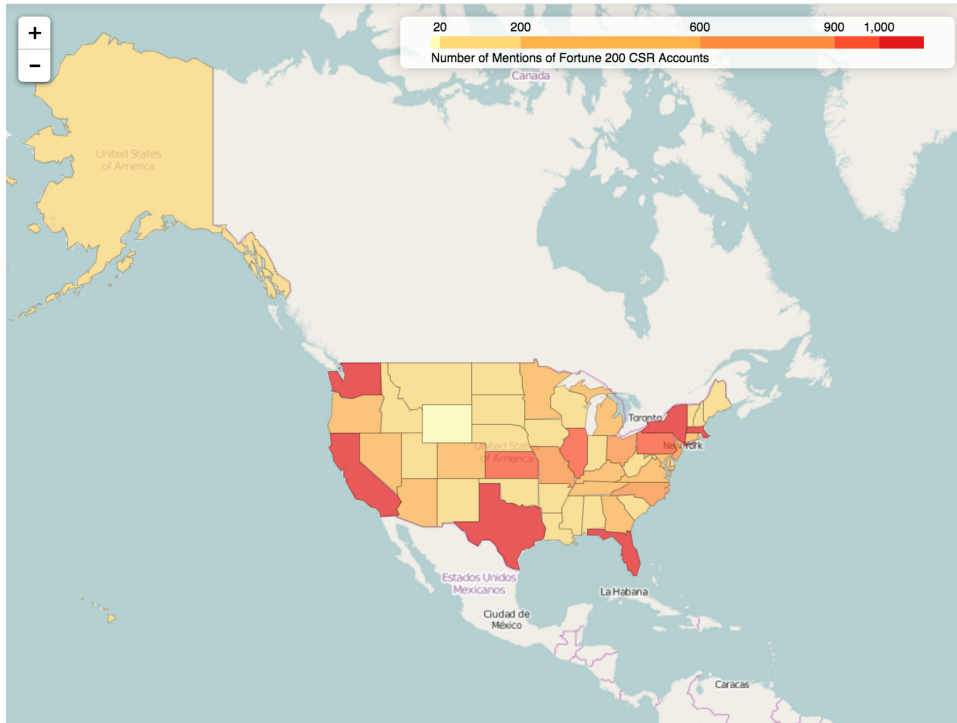 +
−
20 200 600 900 1,000
Number of Mentions of Fortune 200 CSR Accounts
Canada
United States
of America
Toronto
New York
United States
of America
Estados Unidos
Mexicanos
La Habana
Ciudad de
México
Caracas